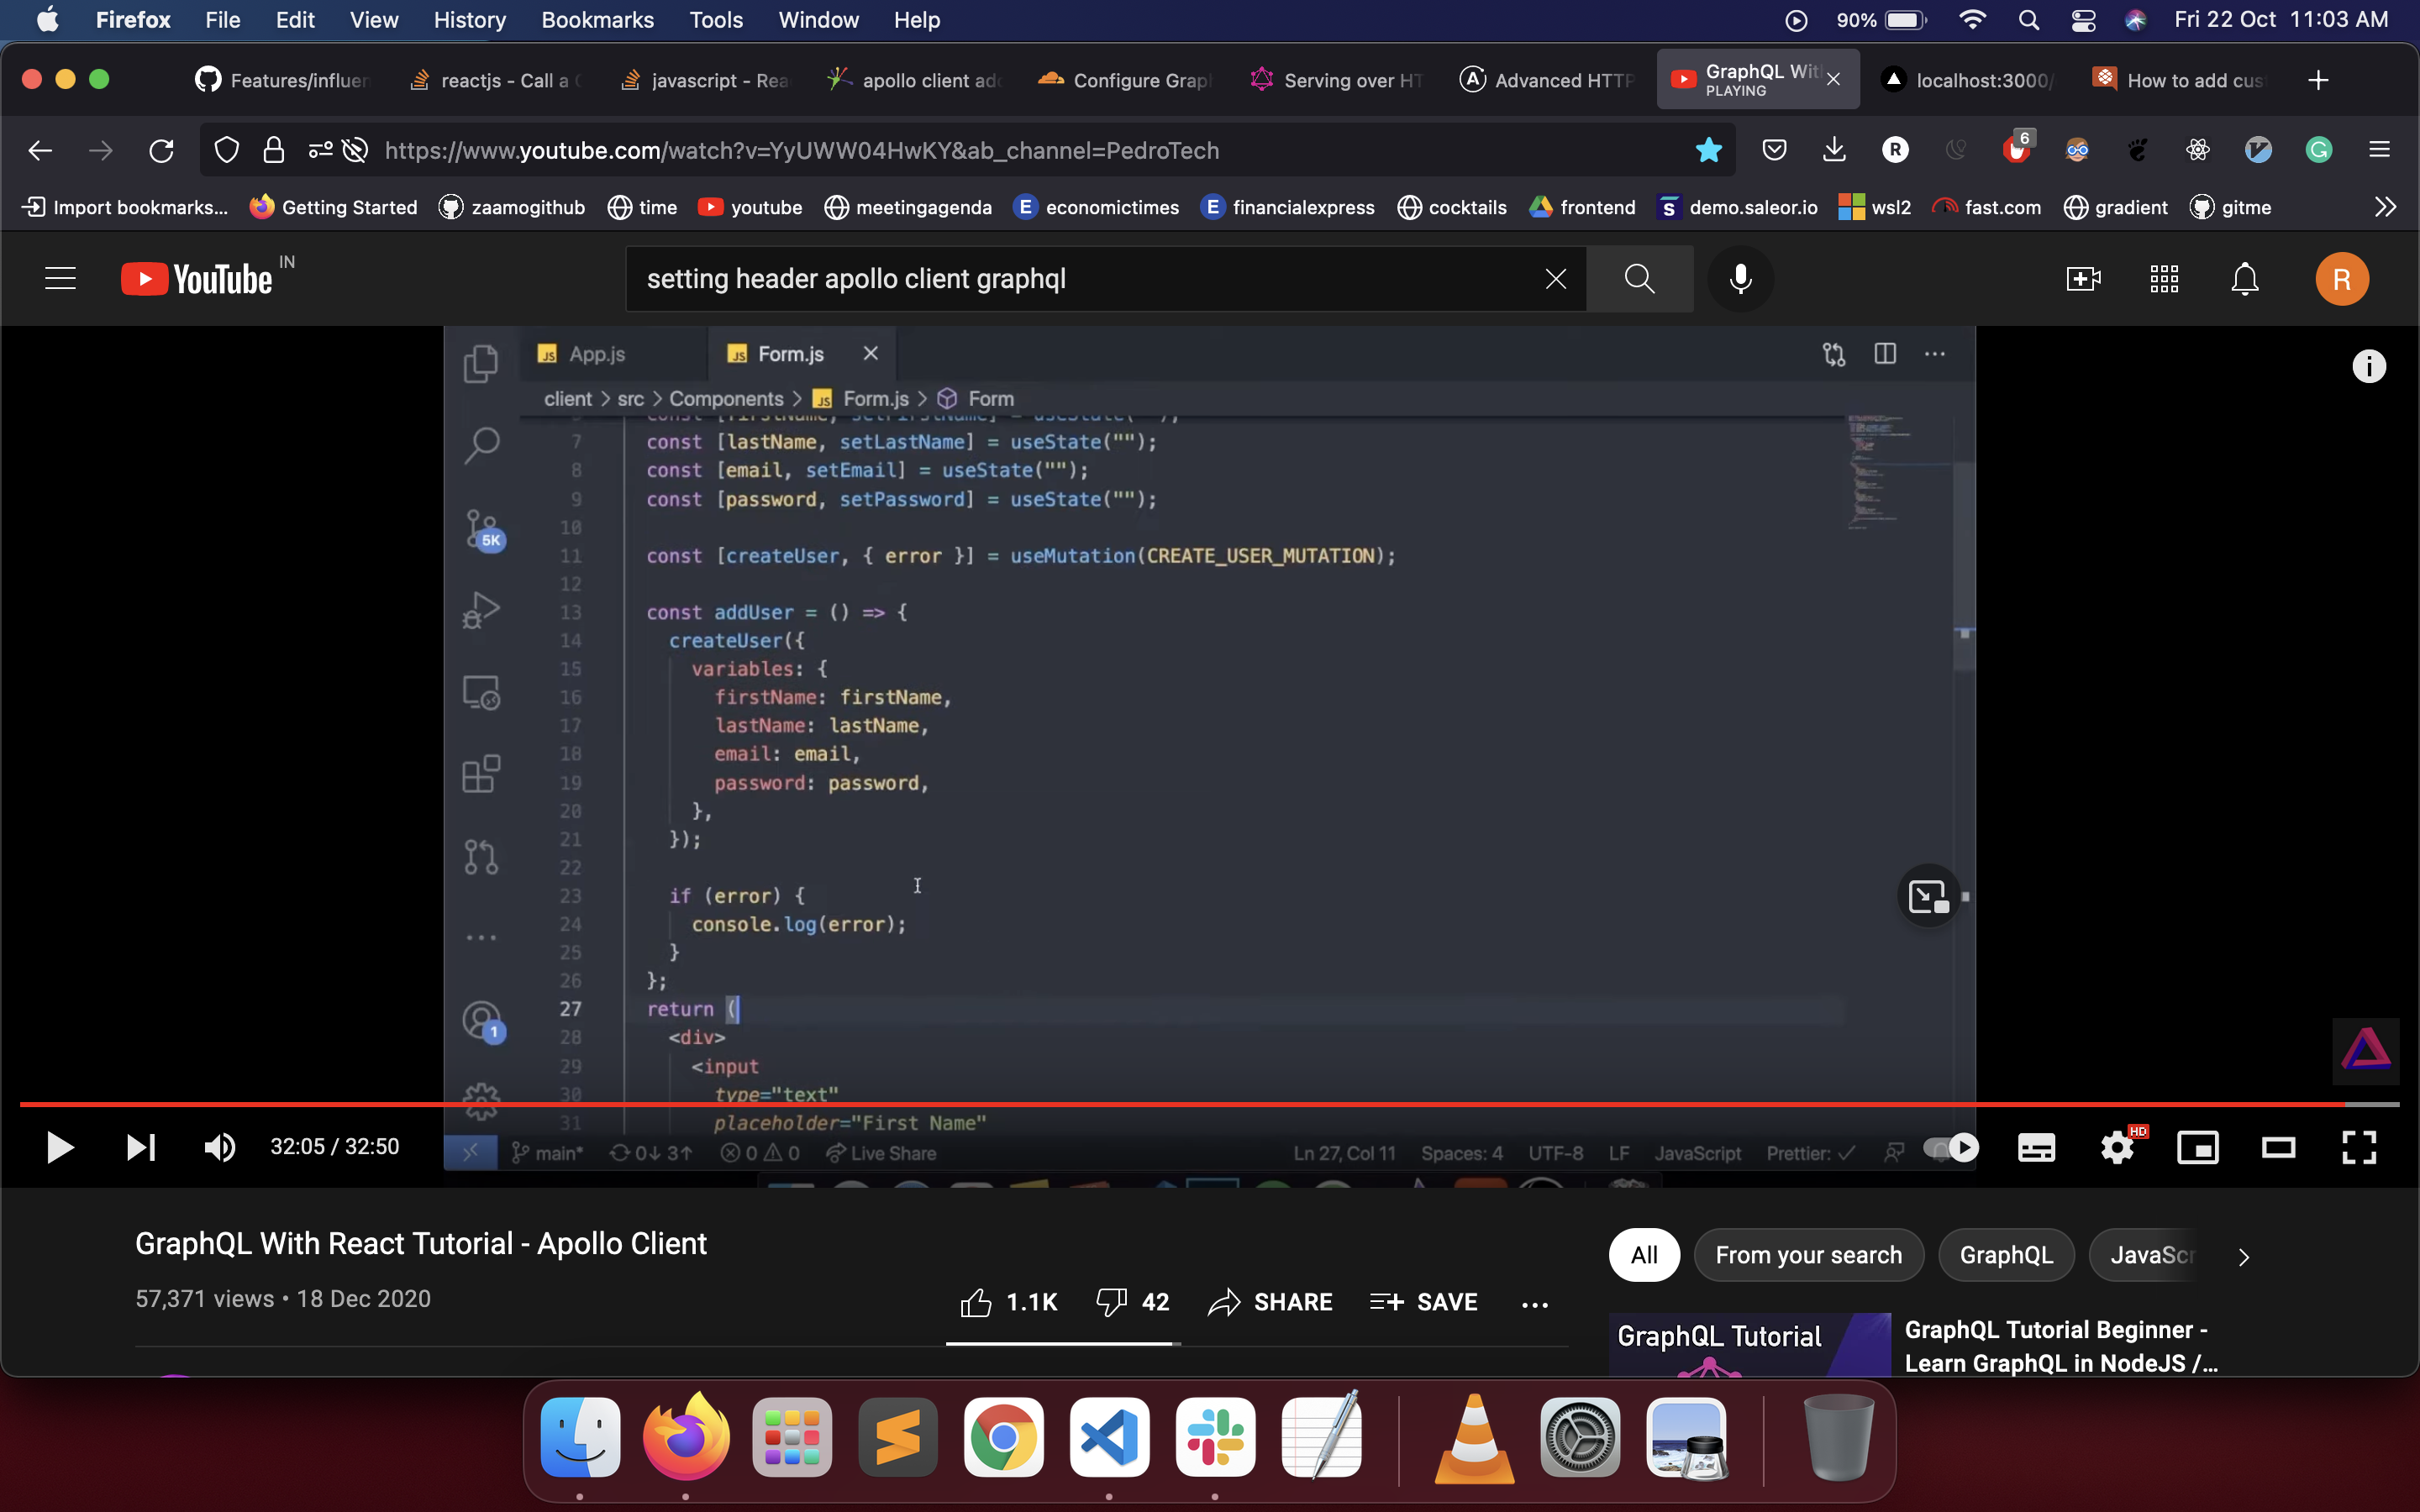 Firefox File Edit View History Bookmarks Tools Window Help 90% Fri 22 Oct 11:03 AM
Features/influen reactjs - Call a javascript - Rea apollo client ad Configure Grap Serving over HT Advanced HTTP GraphQL Wit localhost:3000/ How to add cus
PLAYING
https://www.youtube.com/watch?v=YyUWW04HwKY&ab_channel=PedroTech R 6
Import bookmarks... Getting Started zaamogithub time youtube meetingagenda economictimes financialexpress cocktails frontend demo.saleor.io wsl2 fast.com gradient gitme
YouTube IN
setting header apollo client graphql
R
App.js Form.js
client > src > Components > Form.js > Form
const [firstName, setFirstName] = useState("");
7 const [lastName, setLastName] = useState("");
8 const [email, setEmail] = useState("");
9 const [password, setPassword] = useState("");
10
11 const [createUser, { error }] = useMutation(CREATE_USER_MUTATION);
12
13 const addUser = () => {
14 createUser({
15 variables: {
16 firstName: firstName,
17 lastName: lastName,
18 email: email,
19 password: password,
20 },
21 });
22
23 if (error) {
24 console.log(error);
25 }
26 };
27 return (
28 <div>
29 <input
30 type="text"
31 placeholder="First Name"
5K
1
32:05 / 32:50
main* 0↓ 3↑ 0 0 Live Share Ln 27, Col 11 Spaces: 4 UTF-8 LF JavaScript Prettier: ✓
HD
GraphQL With React Tutorial - Apollo Client
57,371 views • 18 Dec 2020
1.1K 42 SHARE SAVE
All From your search GraphQL JavaScr
GraphQL Tutorial
GraphQL Tutorial Beginner -
Learn GraphQL in NodeJS /...